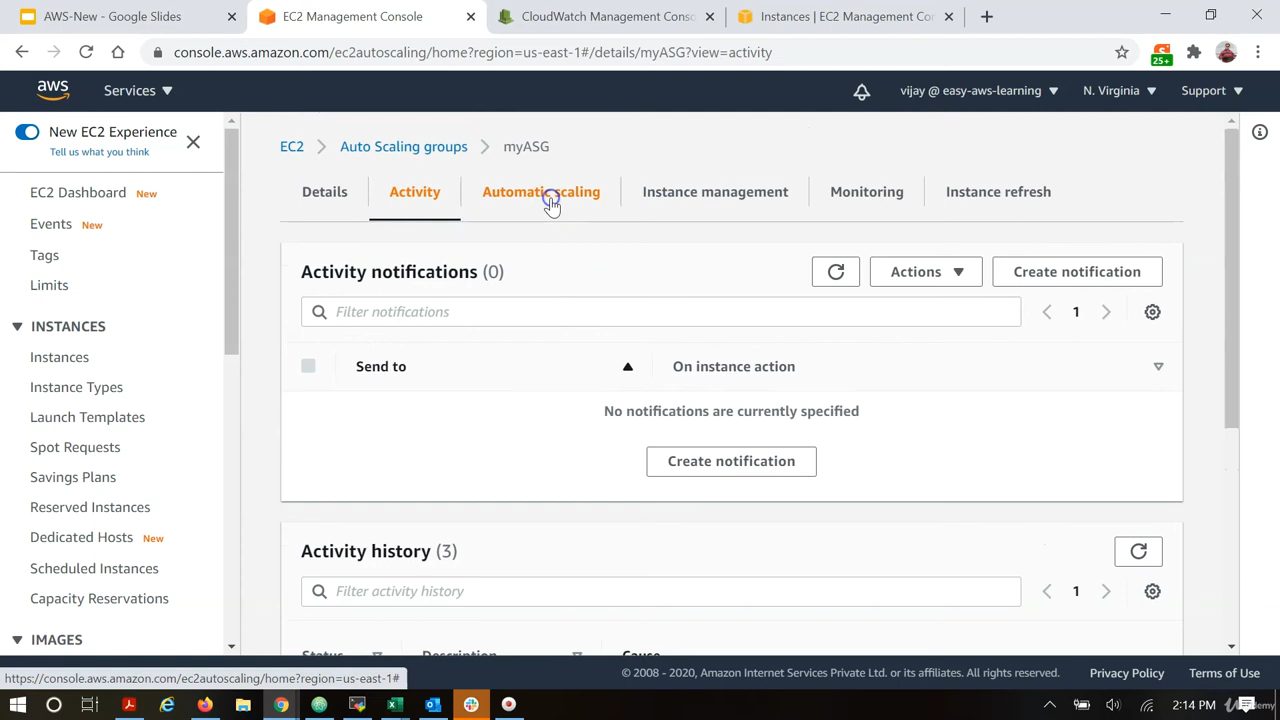 AWS-New - Google Slides
EC2 Management Console
CloudWatch Management Conso
Instances | EC2 Management Con
console.aws.amazon.com/ec2autoscaling/home?region=us-east-1#/details/myASG?view=activity
25+
aws
Services
vijay @ easy-aws-learning
N. Virginia
Support
New EC2 Experience
Tell us what you think
EC2 Dashboard New
Events New
Tags
Limits
INSTANCES
Instances
Instance Types
Launch Templates
Spot Requests
Savings Plans
Reserved Instances
Dedicated Hosts New
Scheduled Instances
Capacity Reservations
IMAGES
EC2 > Auto Scaling groups > myASG
Details
Activity
Automatic scaling
Instance management
Monitoring
Instance refresh
Activity notifications (0)
Actions
Create notification
Filter notifications
1
Send to
On instance action
No notifications are currently specified
Create notification
Activity history (3)
Filter activity history
1
Status
Description
Cause
https://console.aws.amazon.com/ec2autoscaling/home?region=us-east-1#
© 2008 - 2020, Amazon Internet Services Private Ltd. or its affiliates. All rights reserved.
Privacy Policy
Terms of Use
2:14 PM